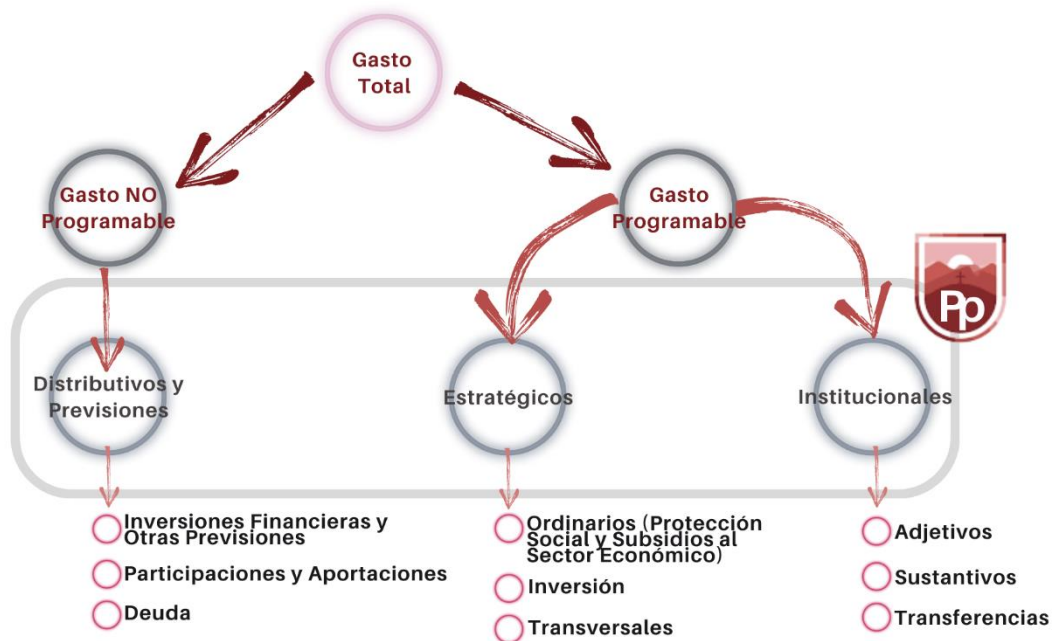 Gasto
Total
Gasto NO
Programable
Gasto
Programable
Pp
Distributivos y
Previsiones
Estratégicos
Institucionales
Inversiones Financieras y
Otras Previsiones
Participaciones y Aportaciones
Deuda
Ordinarios (Protección
Social y Subsidios al
Sector Económico)
Inversión
Transversales
Adjetivos
Sustantivos
Transferencias